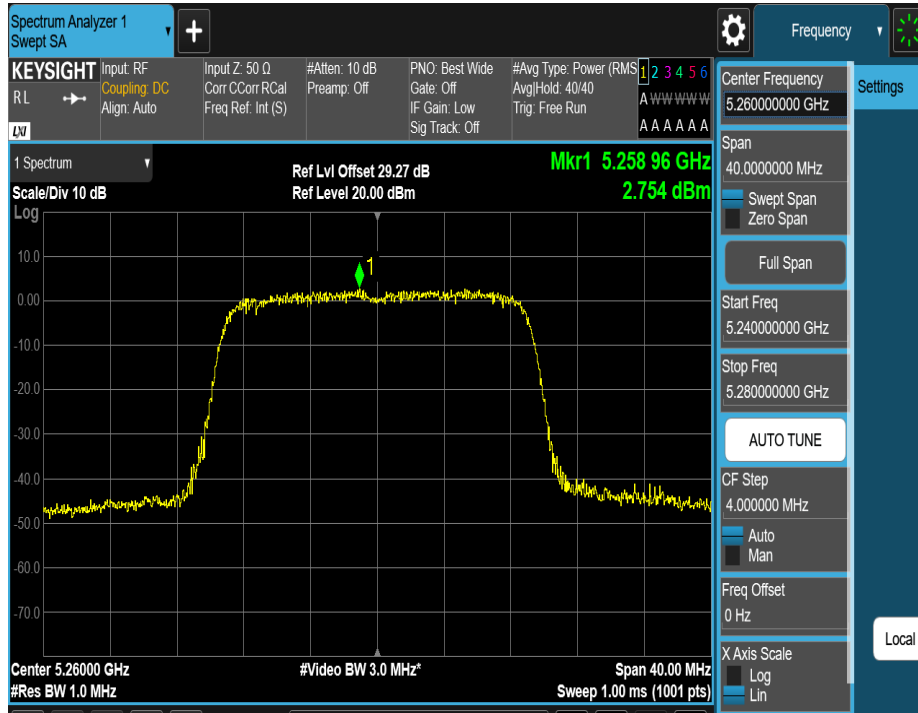 Spectrum Analyzer 1
Swept SA
+
Frequency
KEYSIGHT
RL
LXI
Input: RF
Coupling: DC
Align: Auto
Input Z: 50 Ω
Corr CCorr RCal
Freq Ref: Int (S)
#Atten: 10 dB
Preamp: Off
PNO: Best Wide
Gate: Off
IF Gain: Low
Sig Track: Off
#Avg Type: Power (RMS
Avg|Hold: 40/40
Trig: Free Run
1 2 3 4 5 6
A W W W W W
A A A A A A
1 Spectrum
Scale/Div 10 dB
Log
Ref Lvl Offset 29.27 dB
Ref Level 20.00 dBm
Mkr1 5.258 96 GHz
2.754 dBm
1
10.0
0.00
-10.0
-20.0
-30.0
-40.0
-50.0
-60.0
-70.0
Center 5.26000 GHz
#Res BW 1.0 MHz
#Video BW 3.0 MHz*
Span 40.00 MHz
Sweep 1.00 ms (1001 pts)
Center Frequency
5.260000000 GHz
Span
40.0000000 MHz
Swept Span
Zero Span
Full Span
Start Freq
5.240000000 GHz
Stop Freq
5.280000000 GHz
AUTO TUNE
CF Step
4.000000 MHz
Auto
Man
Freq Offset
0 Hz
X Axis Scale
Log
Lin
Settings
Local